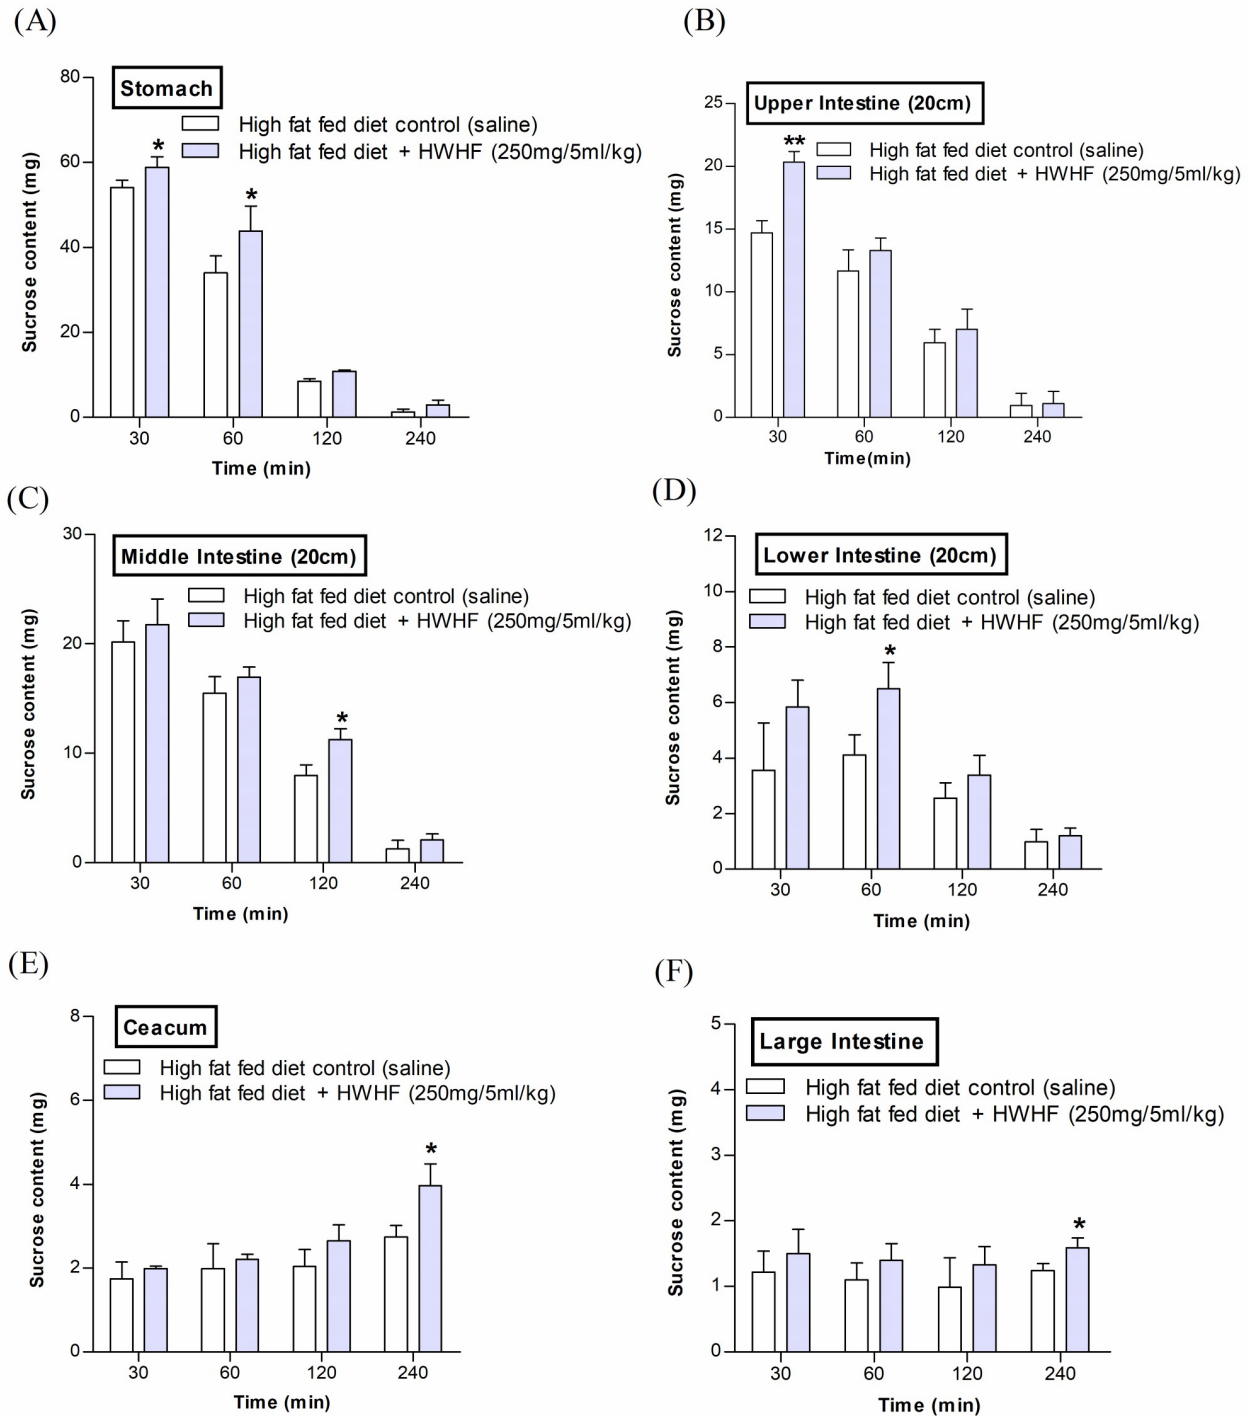 (A)
Stomach
High fat fed diet control (saline)
High fat fed diet + HWHF (250mg/5ml/kg)
Sucrose content (mg)
80
60
40
20
0
*
*
30 60 120 240
Time (min)
(B)
Upper Intestine (20cm)
High fat fed diet control (saline)
High fat fed diet + HWHF (250mg/5ml/kg)
Sucrose content (mg)
25
20
15
10
5
0
**
30 60 120 240
Time(min)
(C)
Middle Intestine (20cm)
High fat fed diet control (saline)
High fat fed diet + HWHF (250mg/5ml/kg)
Sucrose content (mg)
30
20
10
0
*
30 60 120 240
Time (min)
(D)
Lower Intestine (20cm)
High fat fed diet control (saline)
High fat fed diet + HWHF (250mg/5ml/kg)
Sucrose content (mg)
12
10
8
6
4
2
0
*
30 60 120 240
Time (min)
(E)
Ceacum
High fat fed diet control (saline)
High fat fed diet + HWHF (250mg/5ml/kg)
Sucrose content (mg)
8
6
4
2
0
*
30 60 120 240
Time (min)
(F)
Large Intestine
High fat fed diet control (saline)
High fat fed diet + HWHF (250mg/5ml/kg)
Sucrose content (mg)
5
4
3
2
1
0
*
30 60 120 240
Time (min)